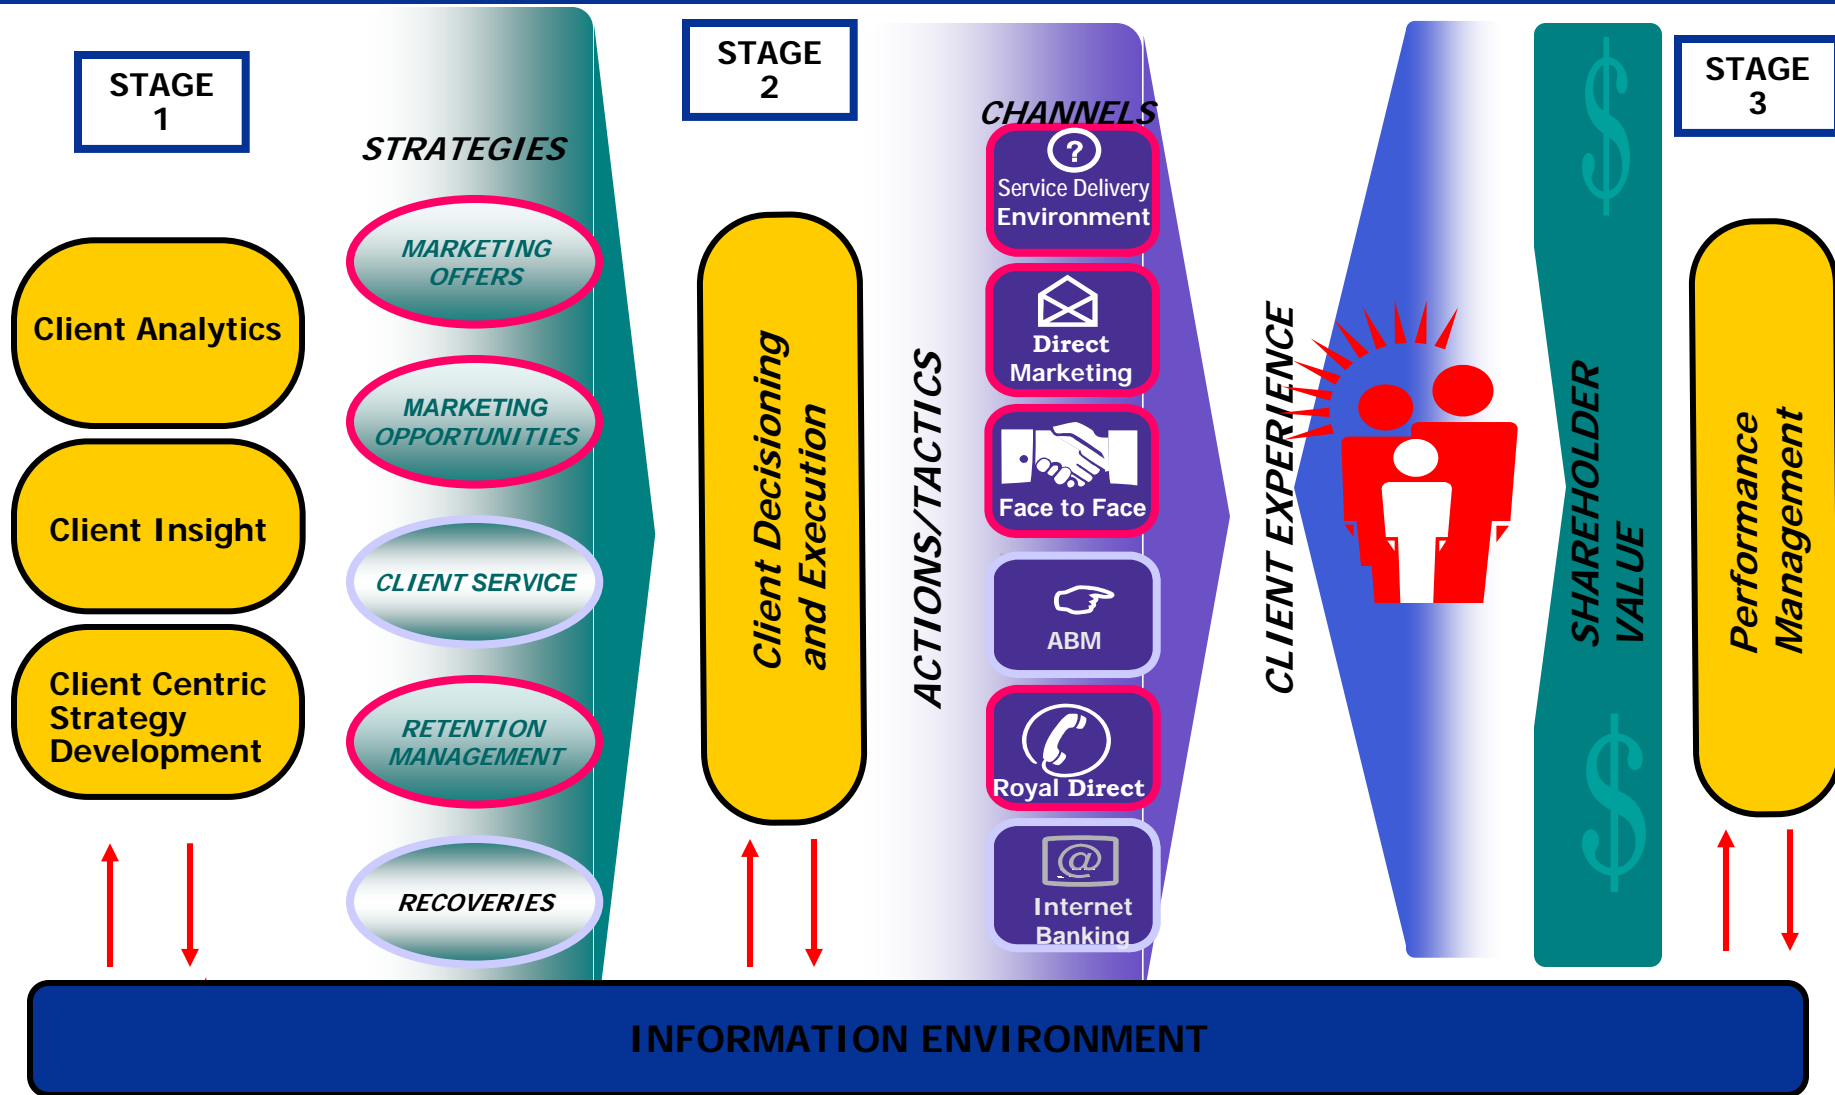 STAGE
1
Client Analytics
Client Insight
Client Centric
Strategy
Development
STRATEGIES
MARKETING
OFFERS
MARKETING
OPPORTUNITIES
CLIENT SERVICE
RETENTION
MANAGEMENT
RECOVERIES
STAGE
2
Client Decisioning
and Execution
ACTIONS/TACTICS
CHANNELS
?
Service Delivery
Environment
Direct
Marketing
Face to Face
ABM
Royal Direct
@
Internet
Banking
CLIENT EXPERIENCE
$
SHAREHOLDER
VALUE
$
STAGE
3
Performance
Management
INFORMATION ENVIRONMENT